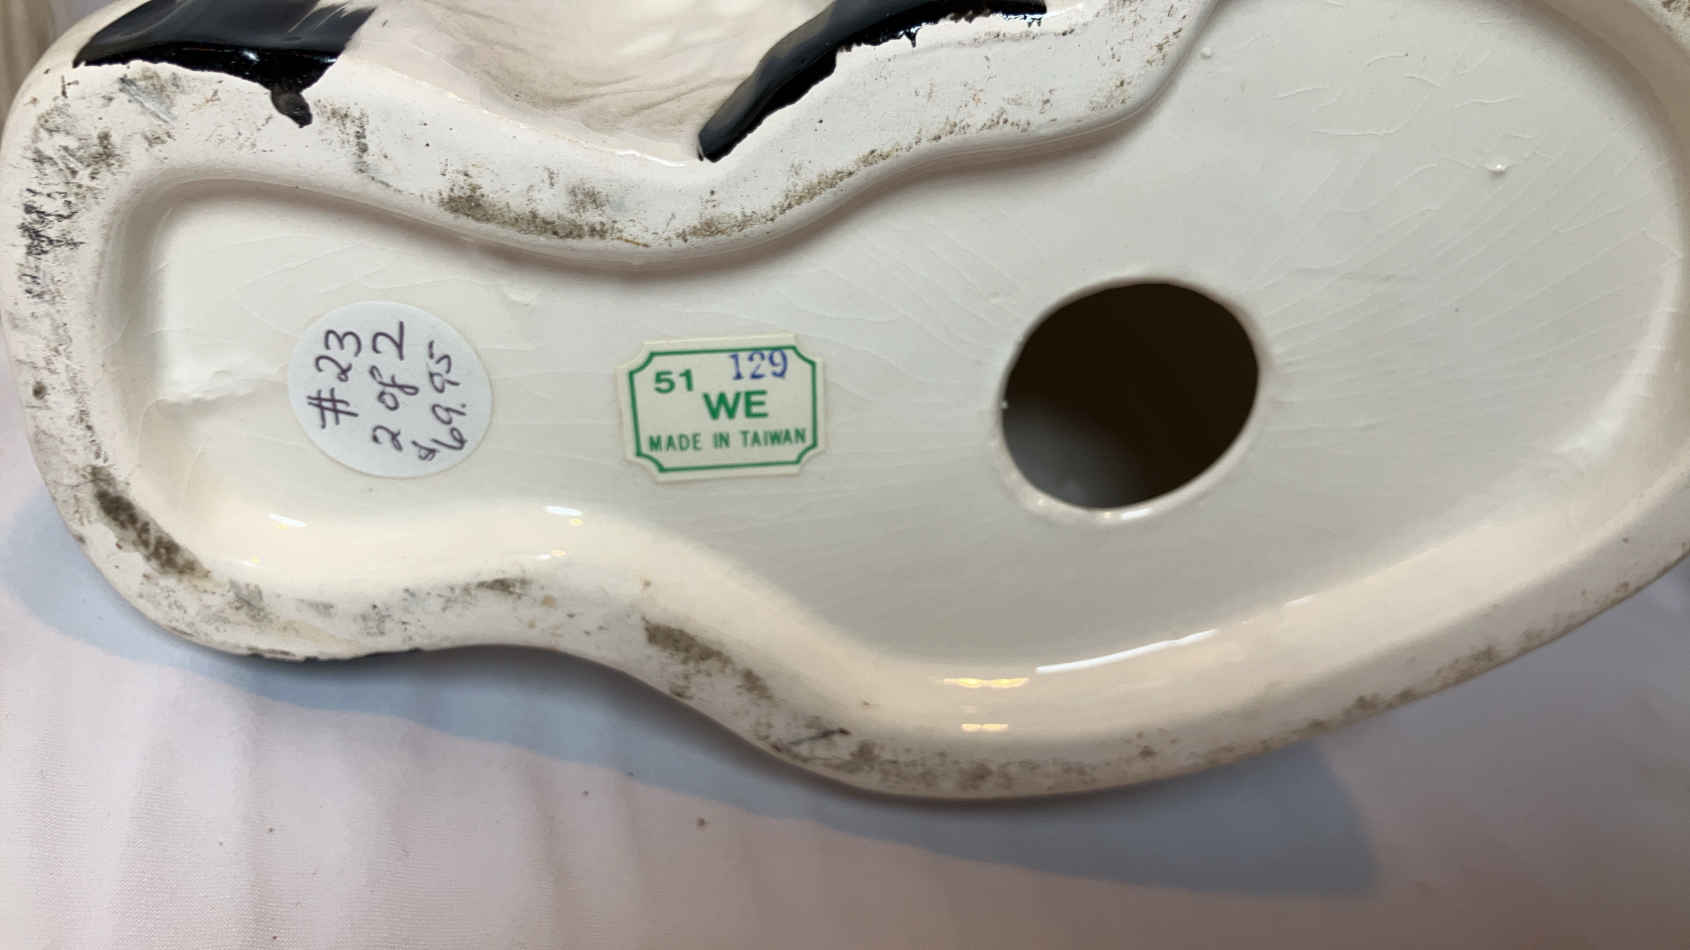 #23
2 of 2
$69.95
51 129
WE
MADE IN TAIWAN